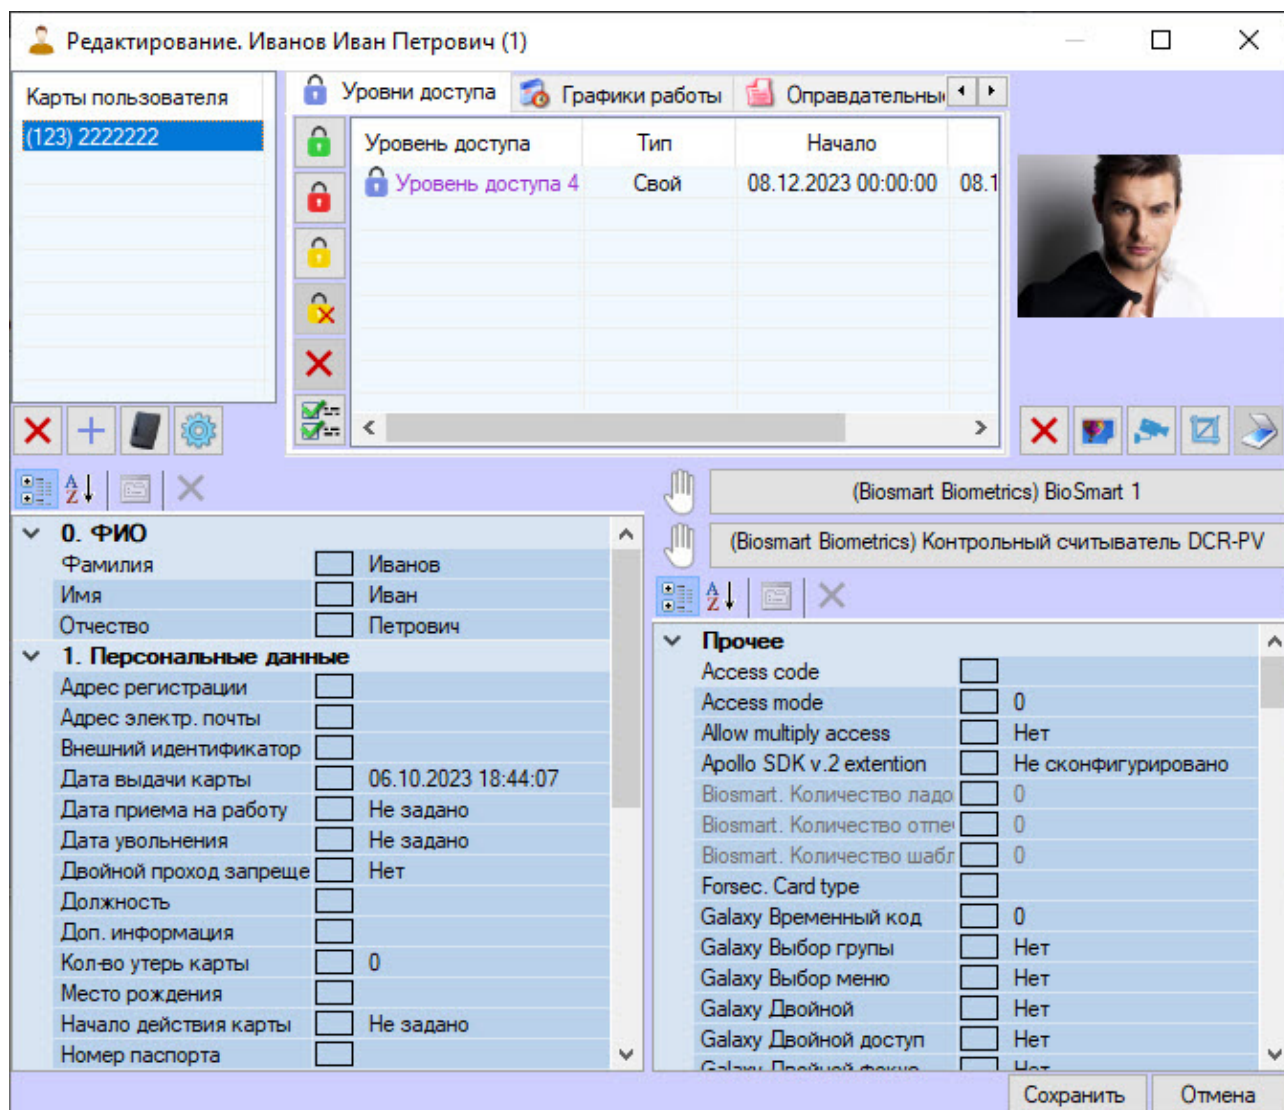 Редактирование. Иванов Иван Петрович (1)
Карты пользователя
(123) 2222222
Уровни доступа
Графики работы
Оправдательны
Уровень доступа Тип Начало
Уровень доступа 4 Свой 08.12.2023 00:00:00 08.1
(Biosmart Biometrics) BioSmart 1
(Biosmart Biometrics) Контрольный считыватель DCR-PV
0. ФИО
Фамилия Иванов
Имя Иван
Отчество Петрович
1. Персональные данные
Адрес регистрации
Адрес электр. почты
Внешний идентификатор
Дата выдачи карты 06.10.2023 18:44:07
Дата приема на работу Не задано
Дата увольнения Не задано
Двойной проход запреще Нет
Должность
Доп. информация
Кол-во утерь карты 0
Место рождения
Начало действия карты Не задано
Номер паспорта
Прочее
Access code
Access mode 0
Allow multiply access Нет
Apollo SDK v.2 extention Не сконфигурировано
Biosmart. Количество ладо 0
Biosmart. Количество отпе 0
Biosmart. Количество шабл 0
Forsec. Card type
Galaxy Временный код 0
Galaxy Выбор групы Нет
Galaxy Выбор меню Нет
Galaxy Двойной Нет
Galaxy Двойной доступ Нет
Galaxy Двойной фокус Нет
Сохранить Отмена